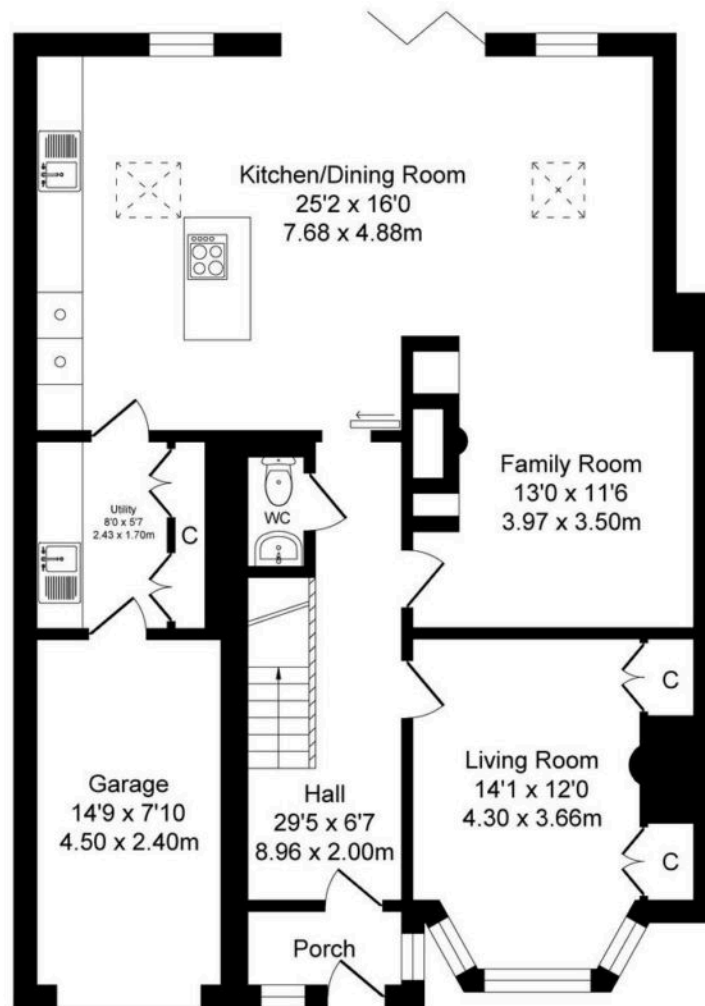 Kitchen/Dining Room
25'2 x 16'0
7.68 x 4.88m
Family Room
13'0 x 11'6
3.97 x 3.50m
Utility
8'0 x 5'7
2.43 x 1.70m
C
WC
Living Room
14'1 x 12'0
4.30 x 3.66m
C
C
Garage
14'9 x 7'10
4.50 x 2.40m
Hall
29'5 x 6'7
8.96 x 2.00m
Porch